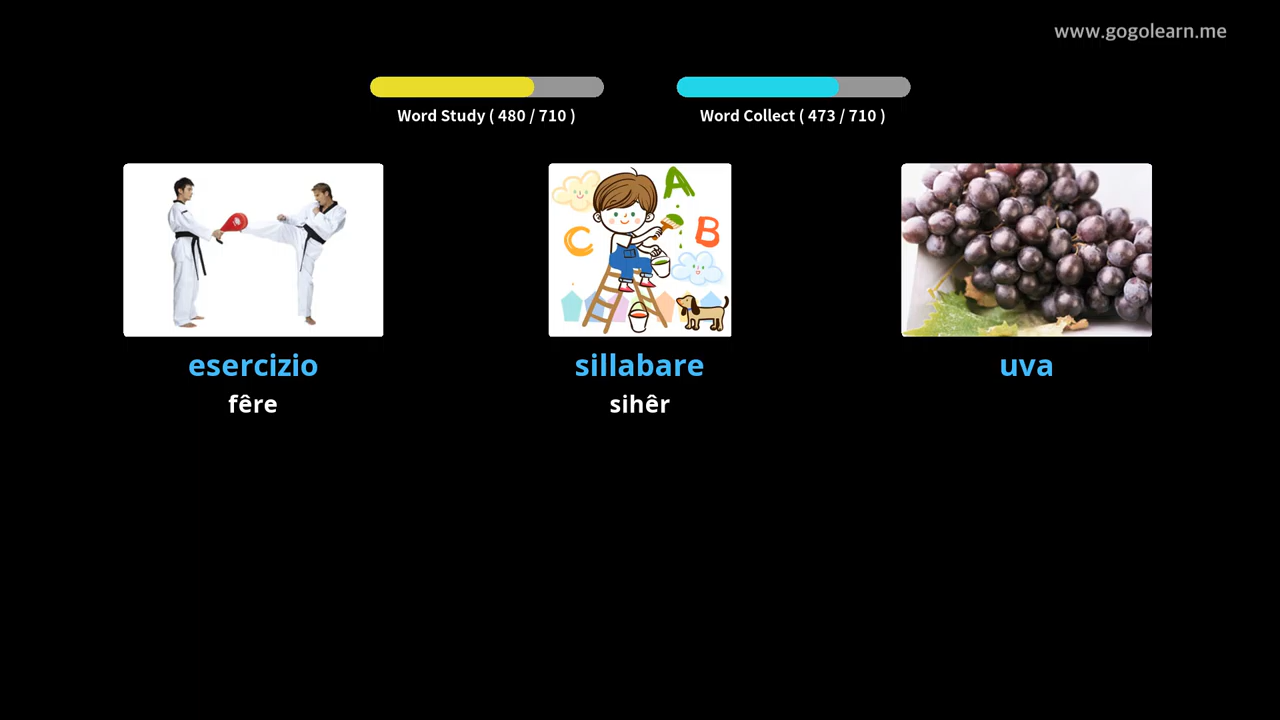 www.gogolearn.me
Word Study ( 480 / 710 )
Word Collect ( 473 / 710 )
A
B
C
esercizio
sillabare
uva
fêre
sihêr